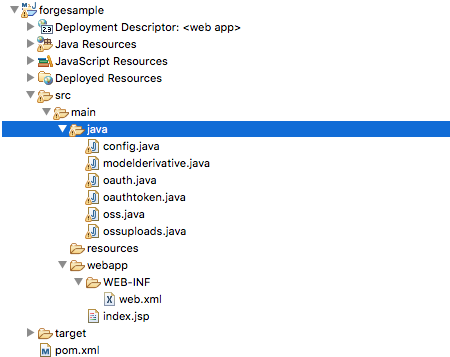 forgesample
Deployment Descriptor: <web app>
Java Resources
JavaScript Resources
Deployed Resources
src
main
java
config.java
modelderivative.java
oauth.java
oauthtoken.java
oss.java
ossuploads.java
resources
webapp
WEB-INF
web.xml
index.jsp
target
pom.xml